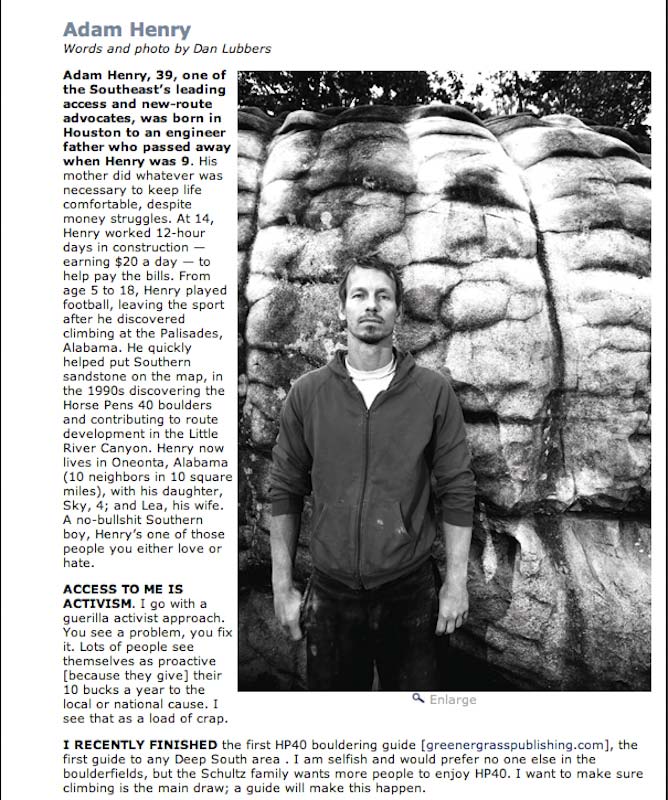 Adam Henry
Words and photo by Dan Lubbers
Adam Henry, 39, one of
the Southeast's leading
access and new-route
advocates, was born in
Houston to an engineer
father who passed away
when Henry was 9. His
mother did whatever was
necessary to keep life
comfortable, despite
money struggles. At 14,
Henry worked 12-hour
days in construction —
earning $20 a day — to
help pay the bills. From
age 5 to 18, Henry played
football, leaving the sport
after he discovered
climbing at the Palisades,
Alabama. He quickly
helped put Southern
sandstone on the map, in
the 1990s discovering the
Horse Pens 40 boulders
and contributing to route
development in the Little
River Canyon. Henry now
lives in Oneonta, Alabama
(10 neighbors in 10 square
miles), with his daughter,
Sky, 4; and Lea, his wife.
A no-bullshit Southern
boy, Henry's one of those
people you either love or
hate.
ACCESS TO ME IS
ACTIVISM. I go with a
guerilla activist approach.
You see a problem, you fix
it. Lots of people see
themselves as proactive
[because they give] their
10 bucks a year to the
local or national cause. I
see that as a load of crap.
Enlarge
I RECENTLY FINISHED the first HP40 bouldering guide [greenergrasspublishing.com], the
first guide to any Deep South area . I am selfish and would prefer no one else in the
boulderfields, but the Schultz family wants more people to enjoy HP40. I want to make sure
climbing is the main draw; a guide will make this happen.